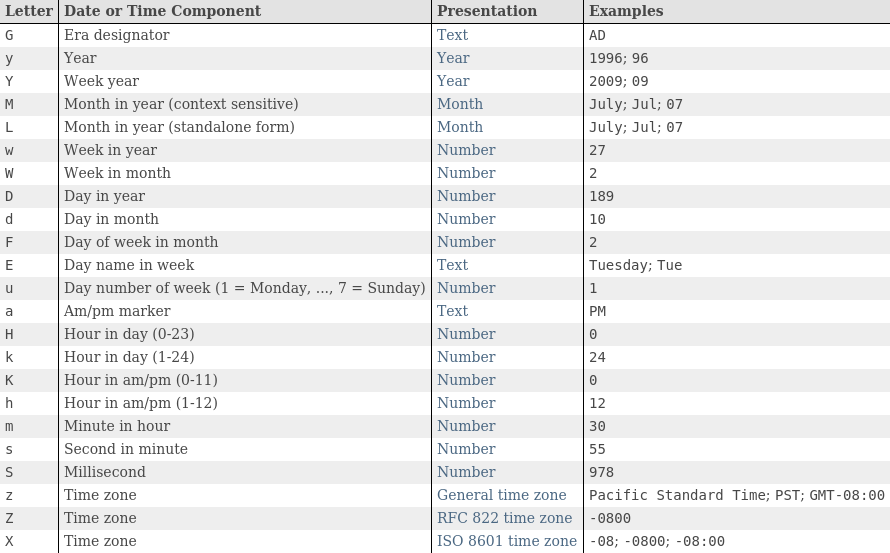 Letter Date or Time Component Presentation Examples
G Era designator Text AD
y Year Year 1996; 96
Y Week year Year 2009; 09
M Month in year (context sensitive) Month July; Jul; 07
L Month in year (standalone form) Month July; Jul; 07
w Week in year Number 27
W Week in month Number 2
D Day in year Number 189
d Day in month Number 10
F Day of week in month Number 2
E Day name in week Text Tuesday; Tue
u Day number of week (1 = Monday, ..., 7 = Sunday) Number 1
a Am/pm marker Text PM
H Hour in day (0-23) Number 0
k Hour in day (1-24) Number 24
K Hour in am/pm (0-11) Number 0
h Hour in am/pm (1-12) Number 12
m Minute in hour Number 30
s Second in minute Number 55
S Millisecond Number 978
z Time zone General time zone Pacific Standard Time; PST; GMT-08:00
Z Time zone RFC 822 time zone -0800
X Time zone ISO 8601 time zone -08; -0800; -08:00